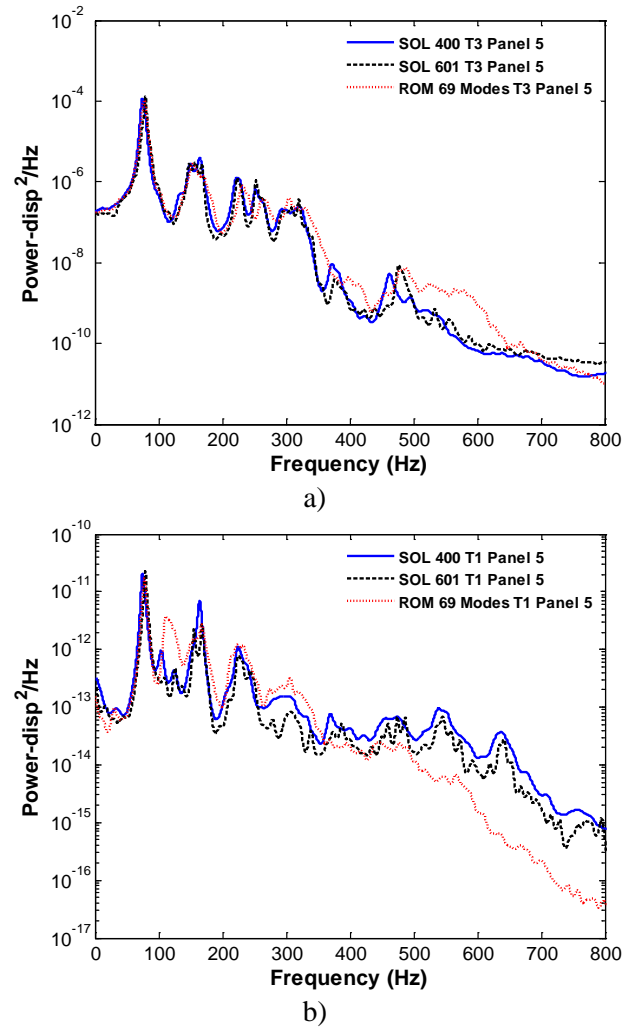 10^-2
10^-4
10^-6
10^-8
10^-10
10^-12
Power-disp^2/Hz
SOL 400 T3 Panel 5
SOL 601 T3 Panel 5
ROM 69 Modes T3 Panel 5
0 100 200 300 400 500 600 700 800
Frequency (Hz)
a)
10^-10
10^-11
10^-12
10^-13
10^-14
10^-15
10^-16
10^-17
Power-disp^2/Hz
SOL 400 T1 Panel 5
SOL 601 T1 Panel 5
ROM 69 Modes T1 Panel 5
0 100 200 300 400 500 600 700 800
Frequency (Hz)
b)